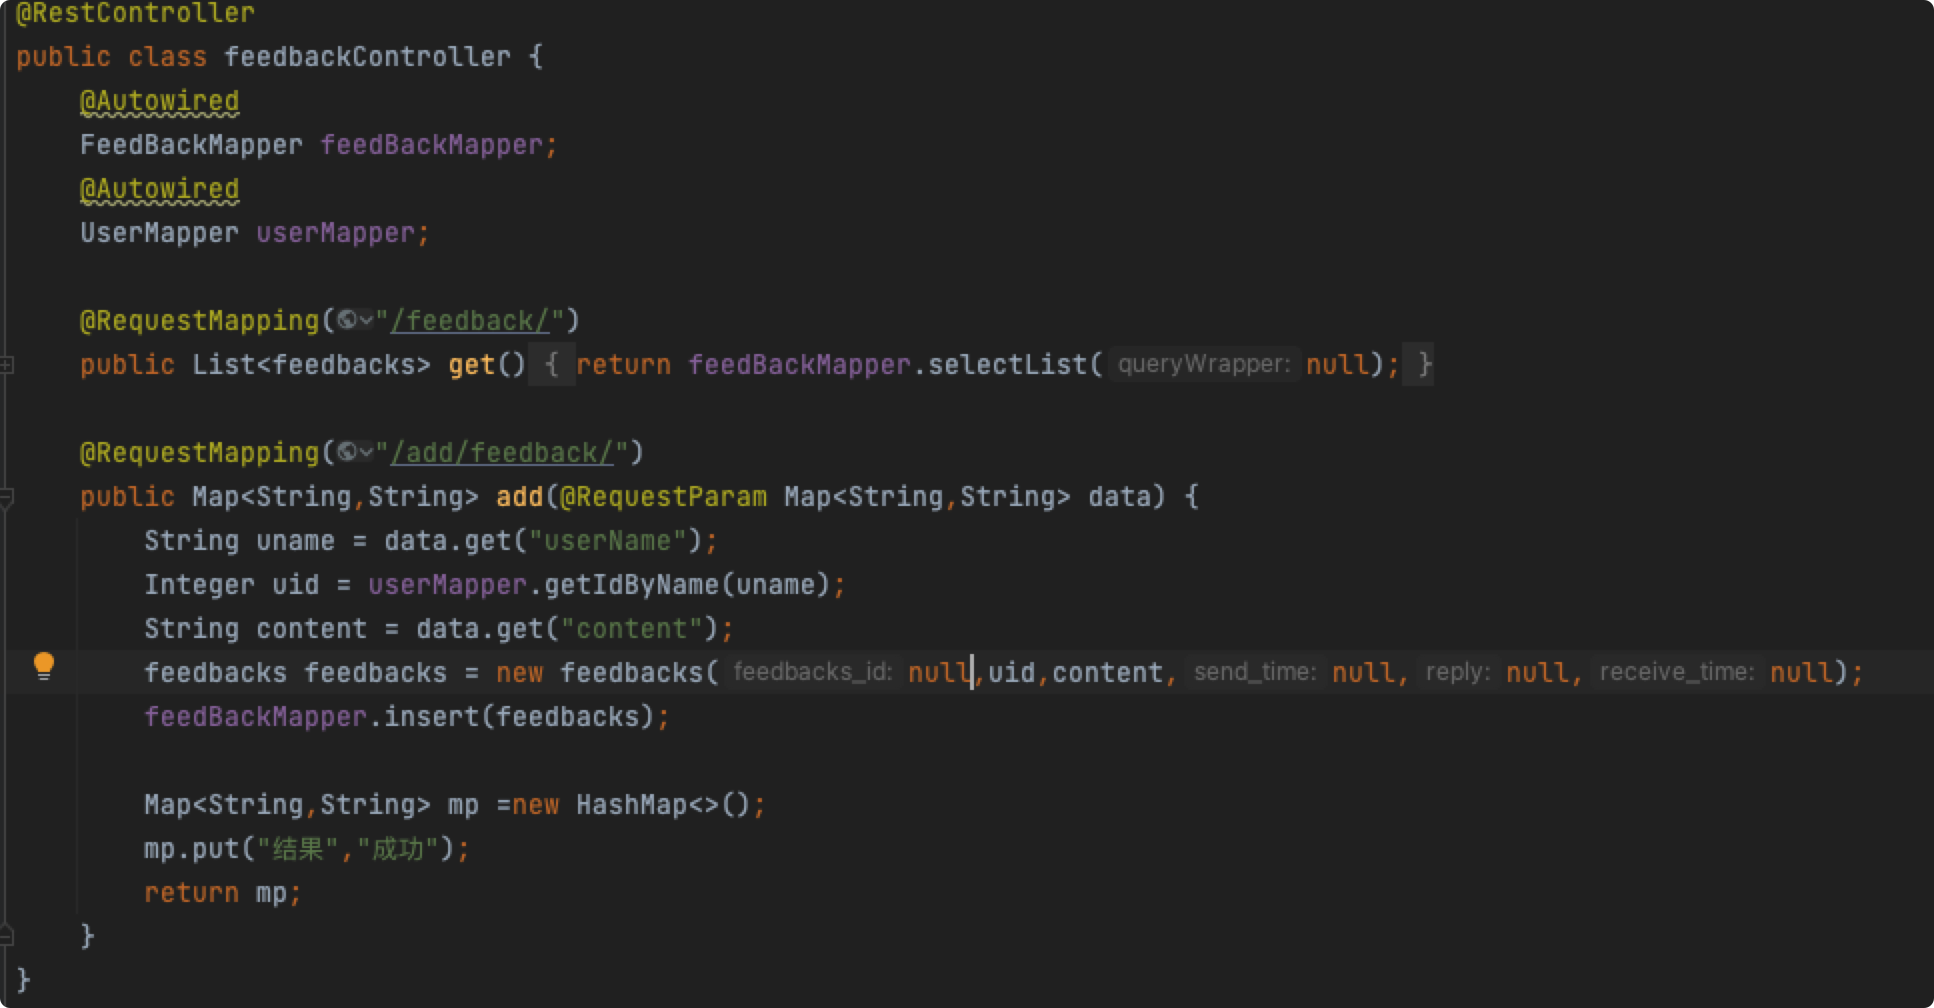 @RestController
public class feedbackController {
@Autowired
FeedBackMapper feedBackMapper;
@Autowired
UserMapper userMapper;
@RequestMapping("/feedback/")
public List<feedbacks> get() { return feedBackMapper.selectList( queryWrapper: null); }
@RequestMapping("/add/feedback/")
public Map<String,String> add(@RequestParam Map<String,String> data) {
String uname = data.get("userName");
Integer uid = userMapper.getIdByName(uname);
String content = data.get("content");
feedbacks feedbacks = new feedbacks( feedbacks_id: null,uid,content, send_time: null, reply: null, receive_time: null);
feedBackMapper.insert(feedbacks);
Map<String,String> mp =new HashMap<>();
mp.put("结果","成功");
return mp;
}
}